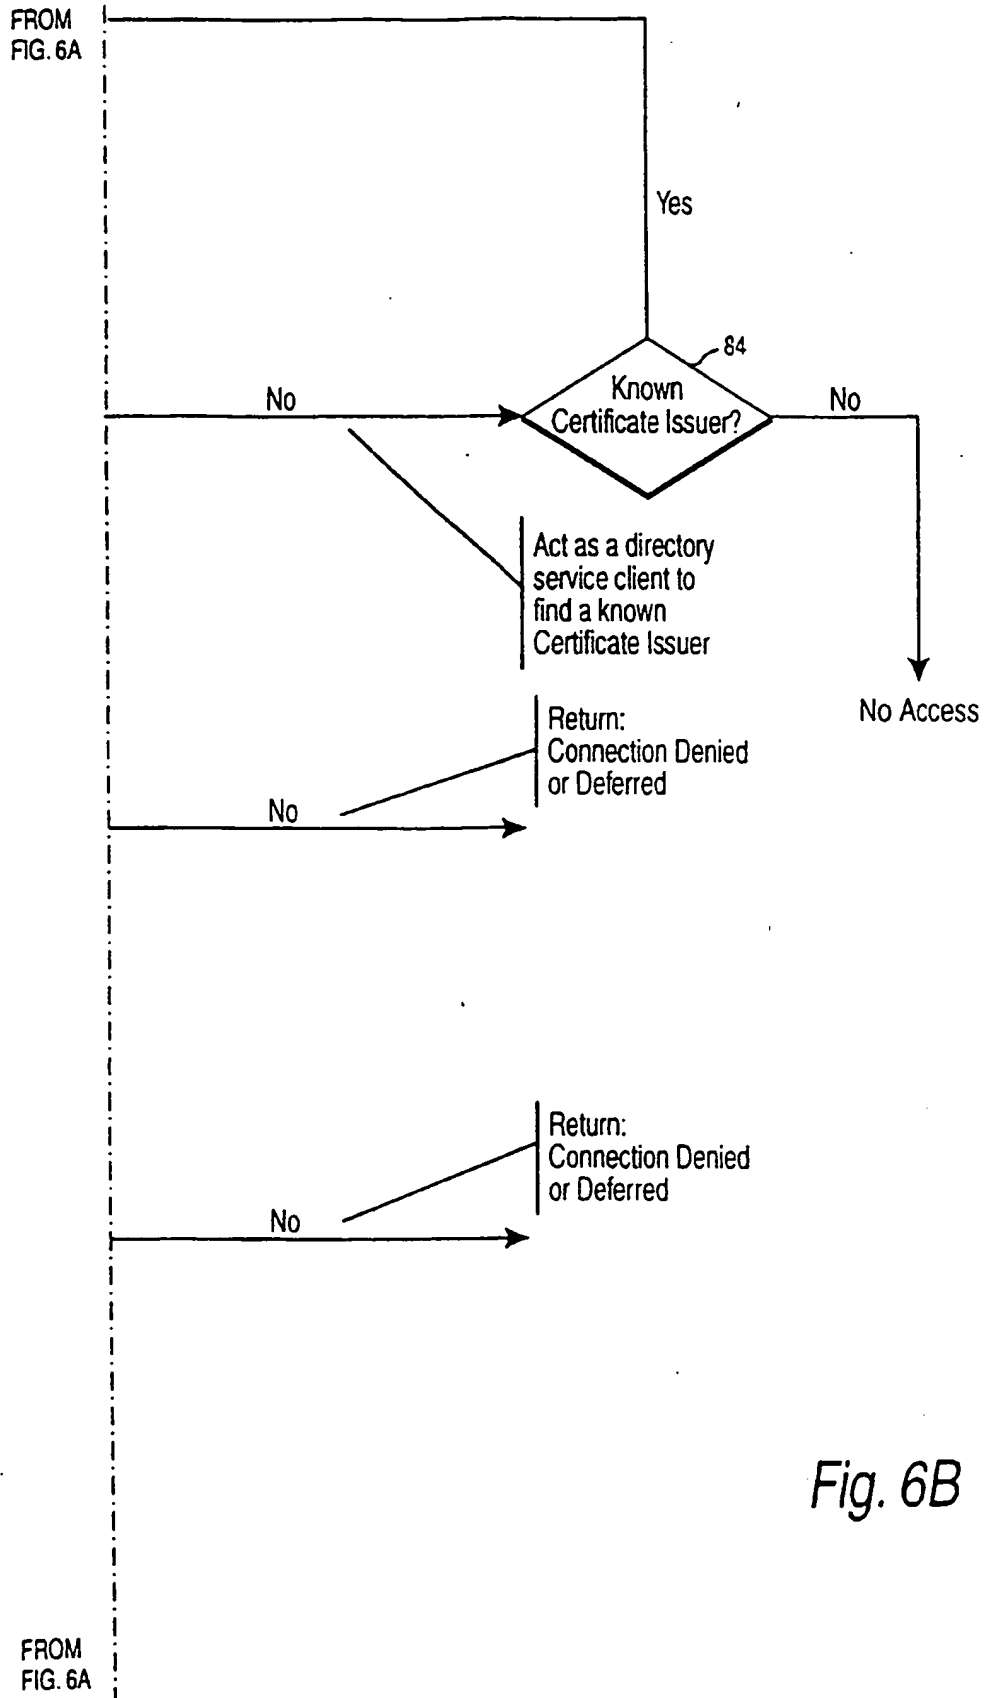 FROM
FIG. 6A
Yes
84
Known
Certificate Issuer?
No
No
Act as a directory
service client to
find a known
Certificate Issuer
No Access
Return:
Connection Denied
or Deferred
No
Return:
Connection Denied
or Deferred
No
Fig. 6B
FROM
FIG. 6A